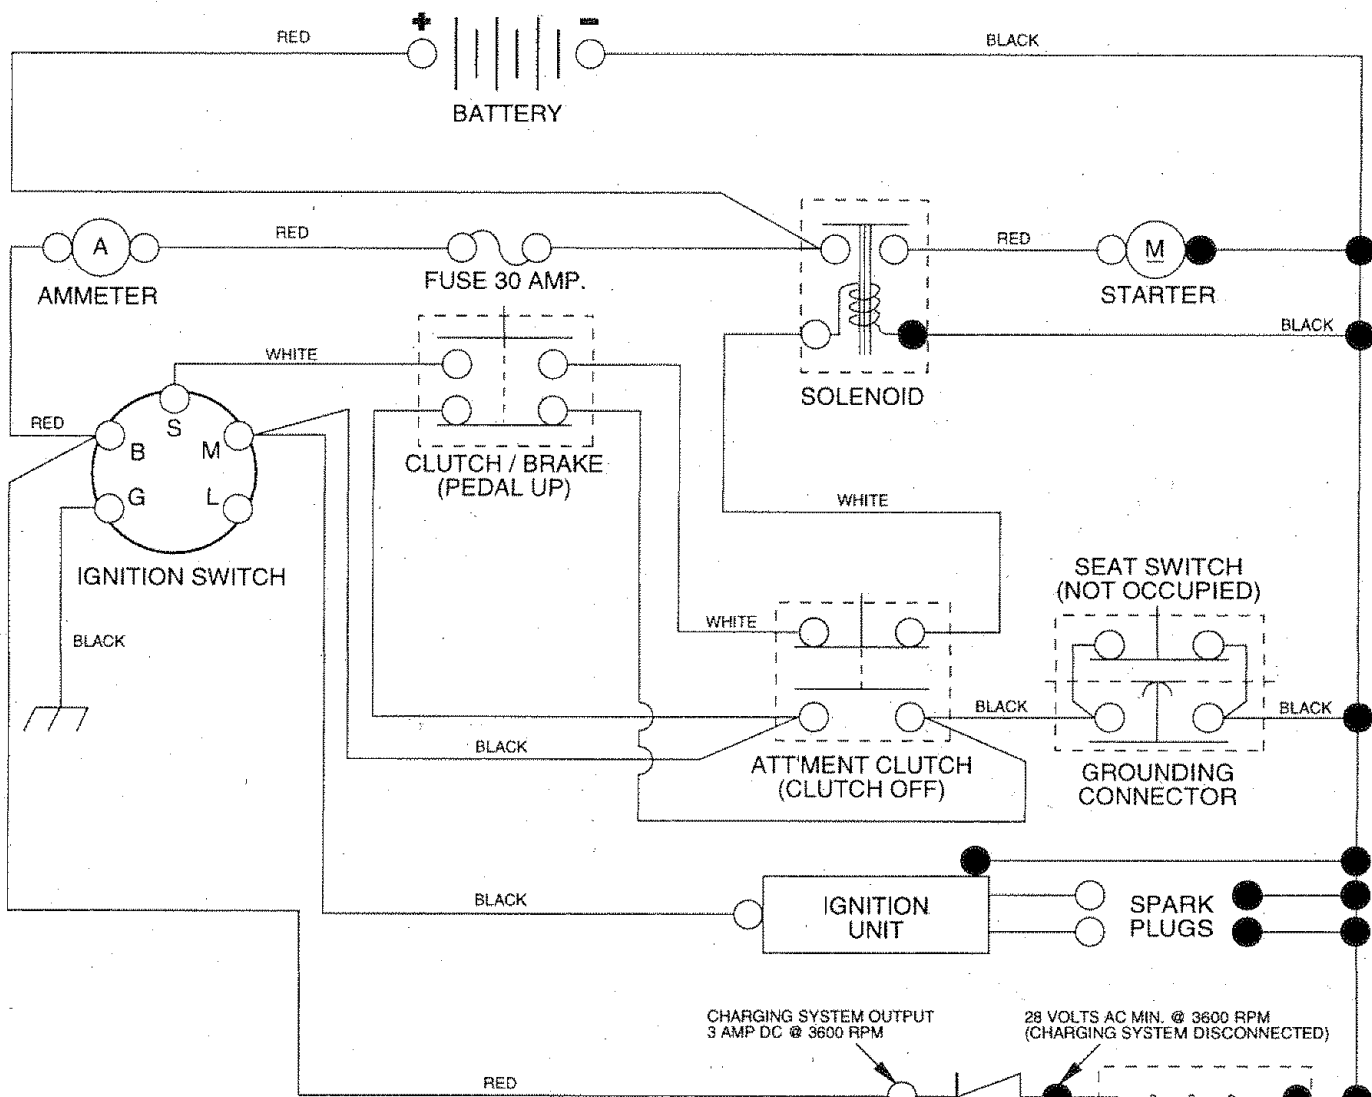 +
-
RED
BLACK
BATTERY
A
RED
RED
M
AMMETER
FUSE 30 AMP.
STARTER
BLACK
WHITE
SOLENOID
RED
S
B
M
G
L
CLUTCH / BRAKE
(PEDAL UP)
WHITE
IGNITION SWITCH
SEAT SWITCH
(NOT OCCUPIED)
BLACK
WHITE
BLACK
BLACK
BLACK
ATT'MENT CLUTCH
(CLUTCH OFF)
GROUNDING
CONNECTOR
BLACK
IGNITION
UNIT
SPARK
PLUGS
CHARGING SYSTEM OUTPUT
3 AMP DC @ 3600 RPM
28 VOLTS AC MIN. @ 3600 RPM
(CHARGING SYSTEM DISCONNECTED)
RED